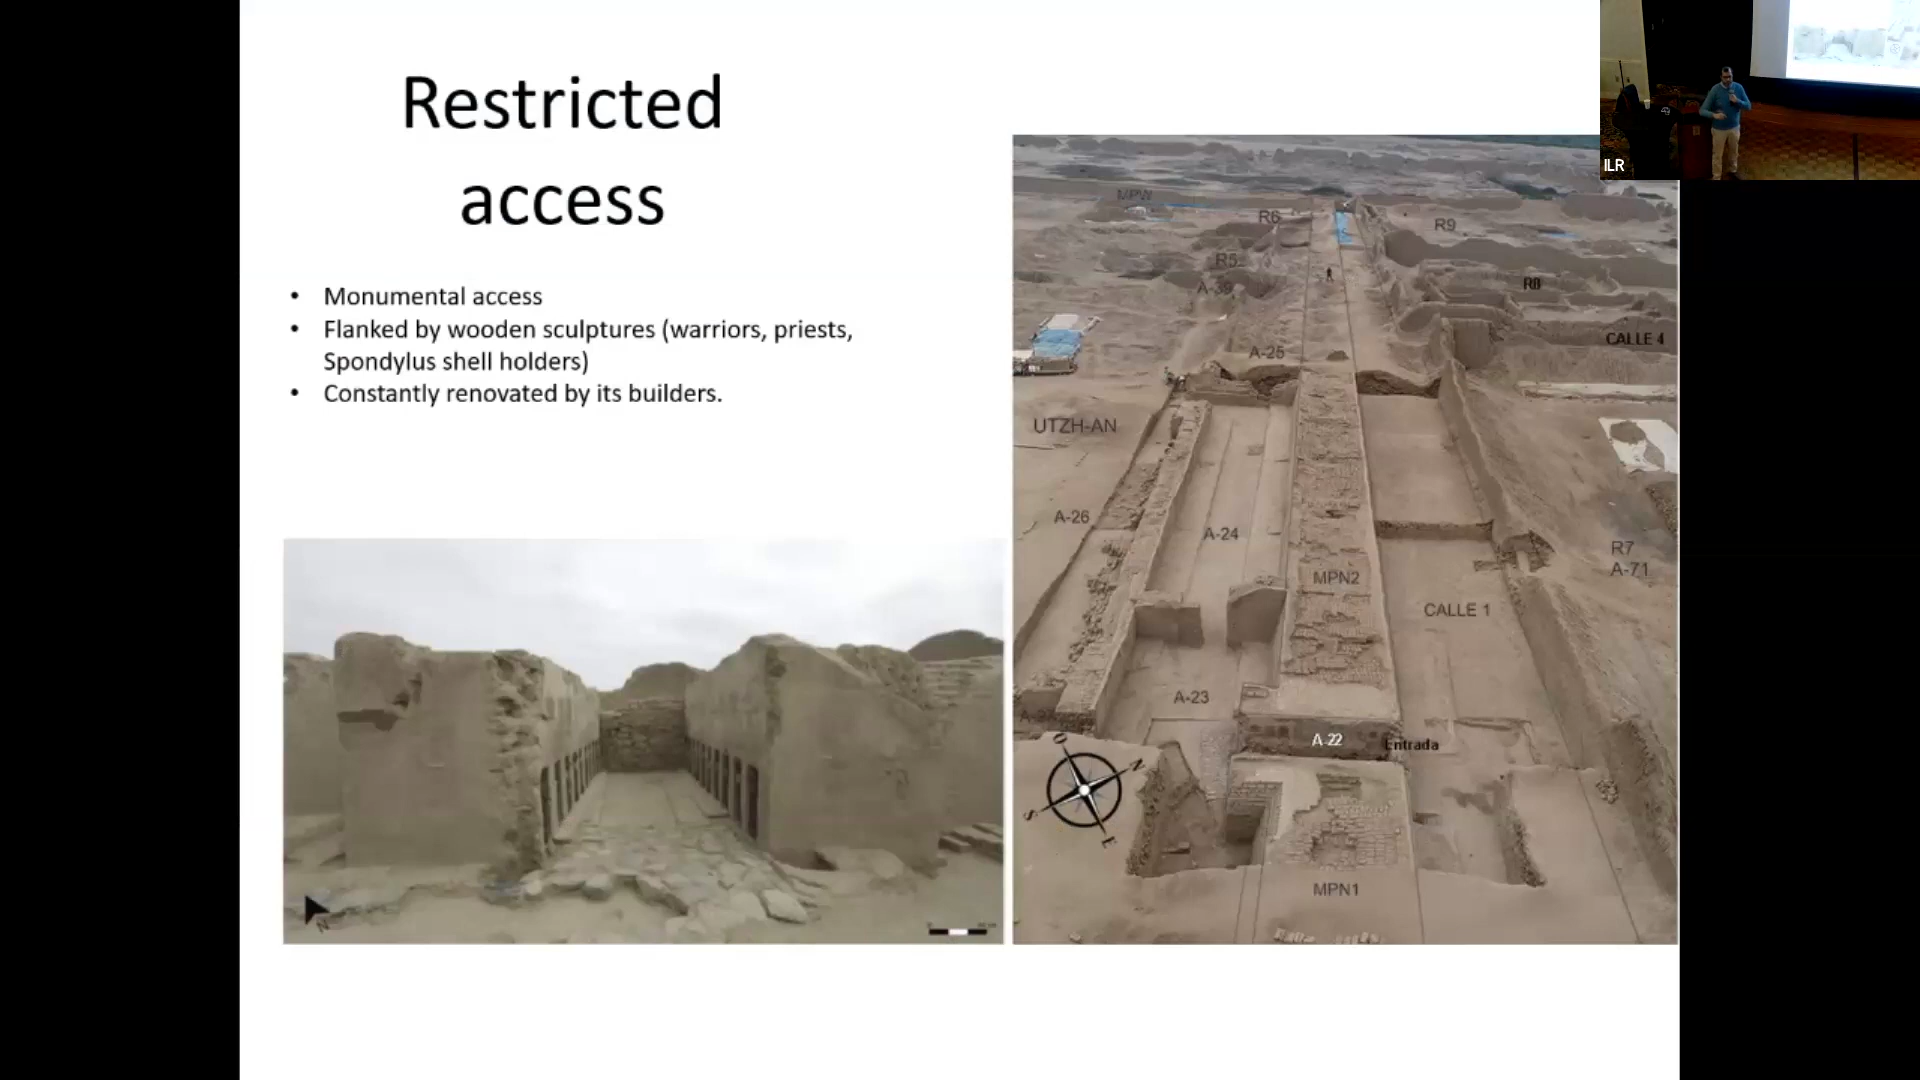 Restricted
access
• Monumental access
• Flanked by wooden sculptures (warriors, priests,
Spondylus shell holders)
• Constantly renovated by its builders.
N
ILR
MPW
R6
R9
R5
A-39
R8
CALLE 4
A-25
UTZH-AN
A-26
A-24
R7
A-71
MPN2
CALLE 1
A-23
A-22
Entrada
O
N
S
E
MPN1